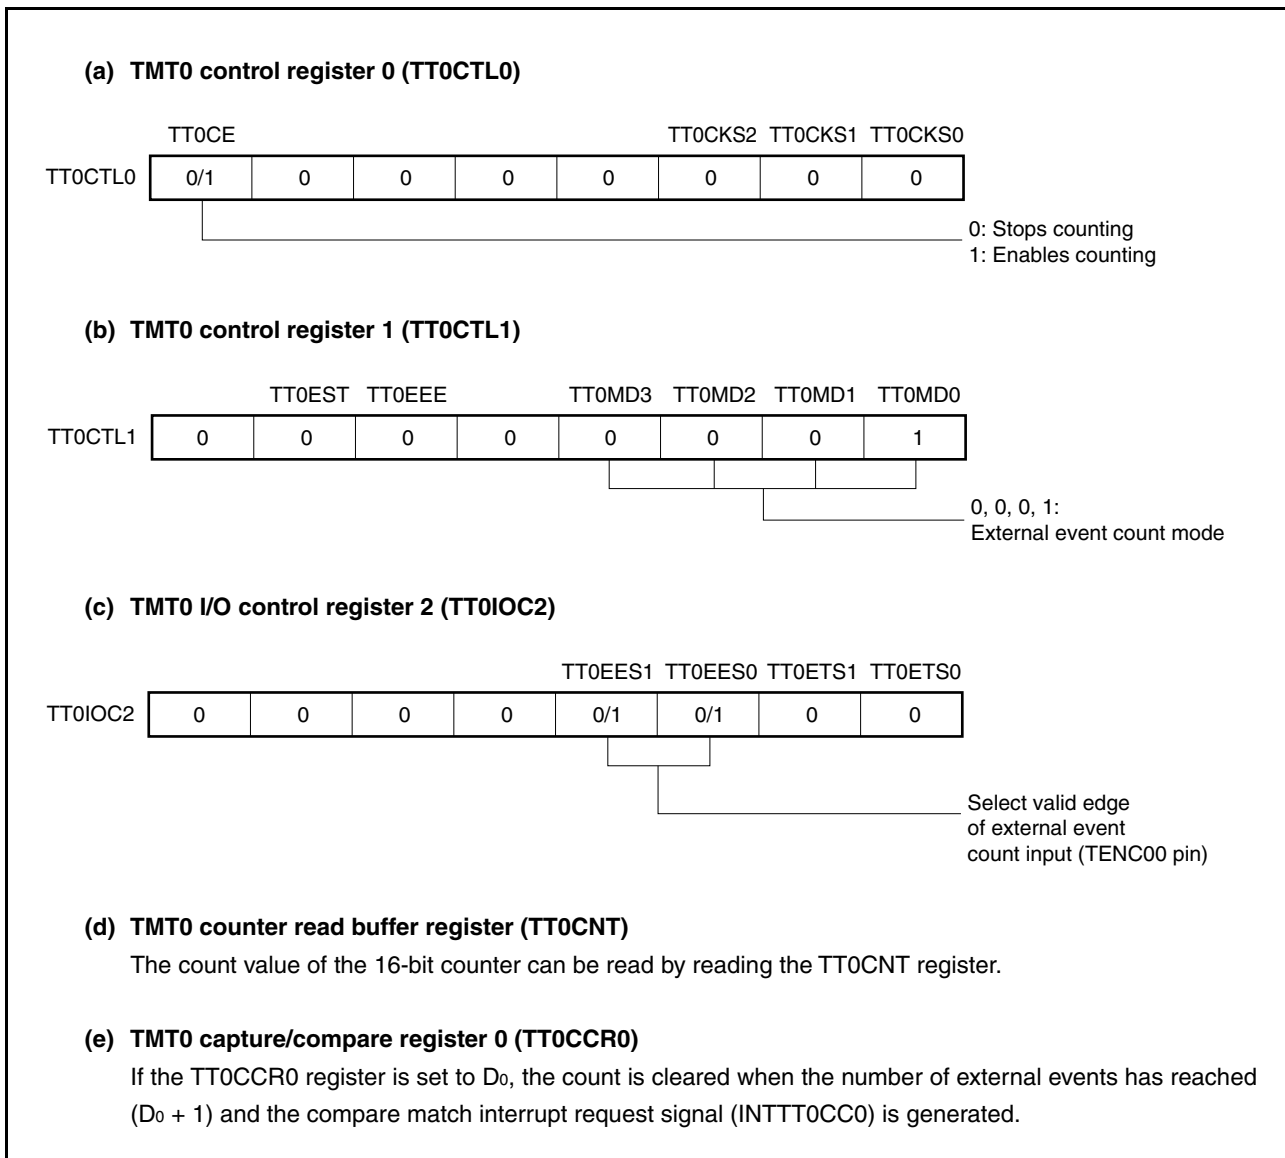 (a) TMT0 control register 0 (TT0CTL0)
TT0CE TT0CKS2 TT0CKS1 TT0CKS0
TT0CTL0 0/1 0 0 0 0 0 0 0
0: Stops counting
1: Enables counting
(b) TMT0 control register 1 (TT0CTL1)
TT0EST TT0EEE TT0MD3 TT0MD2 TT0MD1 TT0MD0
TT0CTL1 0 0 0 0 0 0 0 1
0, 0, 0, 1:
External event count mode
(c) TMT0 I/O control register 2 (TT0IOC2)
TT0EES1 TT0EES0 TT0ETS1 TT0ETS0
TT0IOC2 0 0 0 0 0/1 0/1 0 0
Select valid edge
of external event
count input (TENC00 pin)
(d) TMT0 counter read buffer register (TT0CNT)
The count value of the 16-bit counter can be read by reading the TT0CNT register.
(e) TMT0 capture/compare register 0 (TT0CCR0)
If the TT0CCR0 register is set to D0, the count is cleared when the number of external events has reached
(D0 + 1) and the compare match interrupt request signal (INTTT0CC0) is generated.